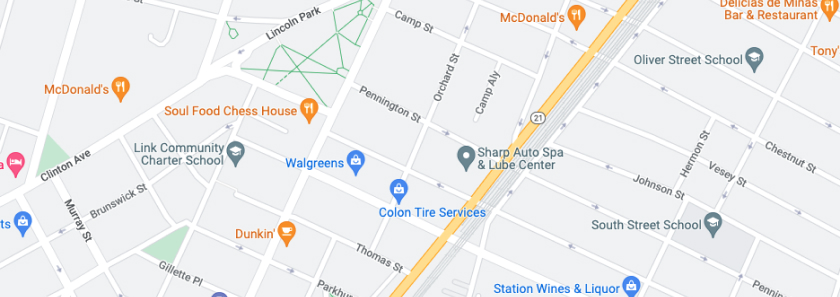 Delicias de Minas
Bar & Restaurant
McDonald's
Camp St
Lincoln Park
Tony'
Oliver Street School
Orchard St
Camp Aly
McDonald's
Pennington St
Soul Food Chess House
21
Link Community
Charter School
Walgreens
Sharp Auto Spa
& Lube Center
Hermon St
Chestnut St
Vesey St
Clinton Ave
Johnson St
Brunswick St
Colon Tire Services
Murray St
ts
South Street School
Dunkin'
Thomas St
Gillette Pl
Station Wines & Liquor